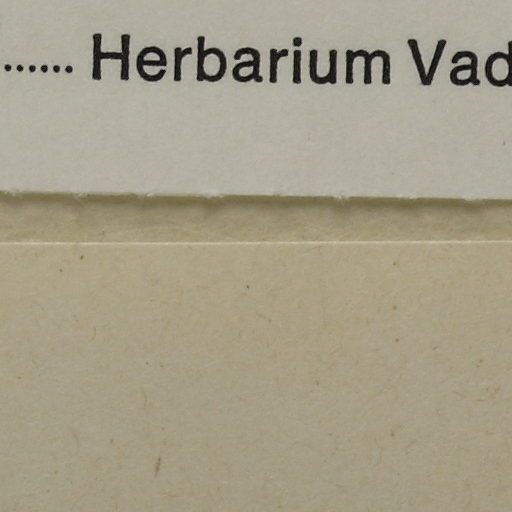 ...... Herbarium Vad